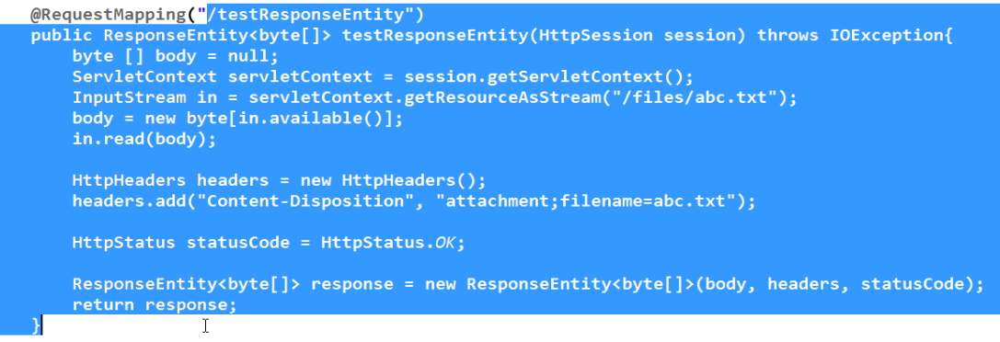 @RequestMapping("/testResponseEntity")
public ResponseEntity<byte[]> testResponseEntity(HttpSession session) throws IOException{
    byte [] body = null;
    ServletContext servletContext = session.getServletContext();
    InputStream in = servletContext.getResourceAsStream("/files/abc.txt");
    body = new byte[in.available()];
    in.read(body);

    HttpHeaders headers = new HttpHeaders();
    headers.add("Content-Disposition", "attachment;filename=abc.txt");

    HttpStatus statusCode = HttpStatus.OK;

    ResponseEntity<byte[]> response = new ResponseEntity<byte[]>(body, headers, statusCode);
    return response;
}